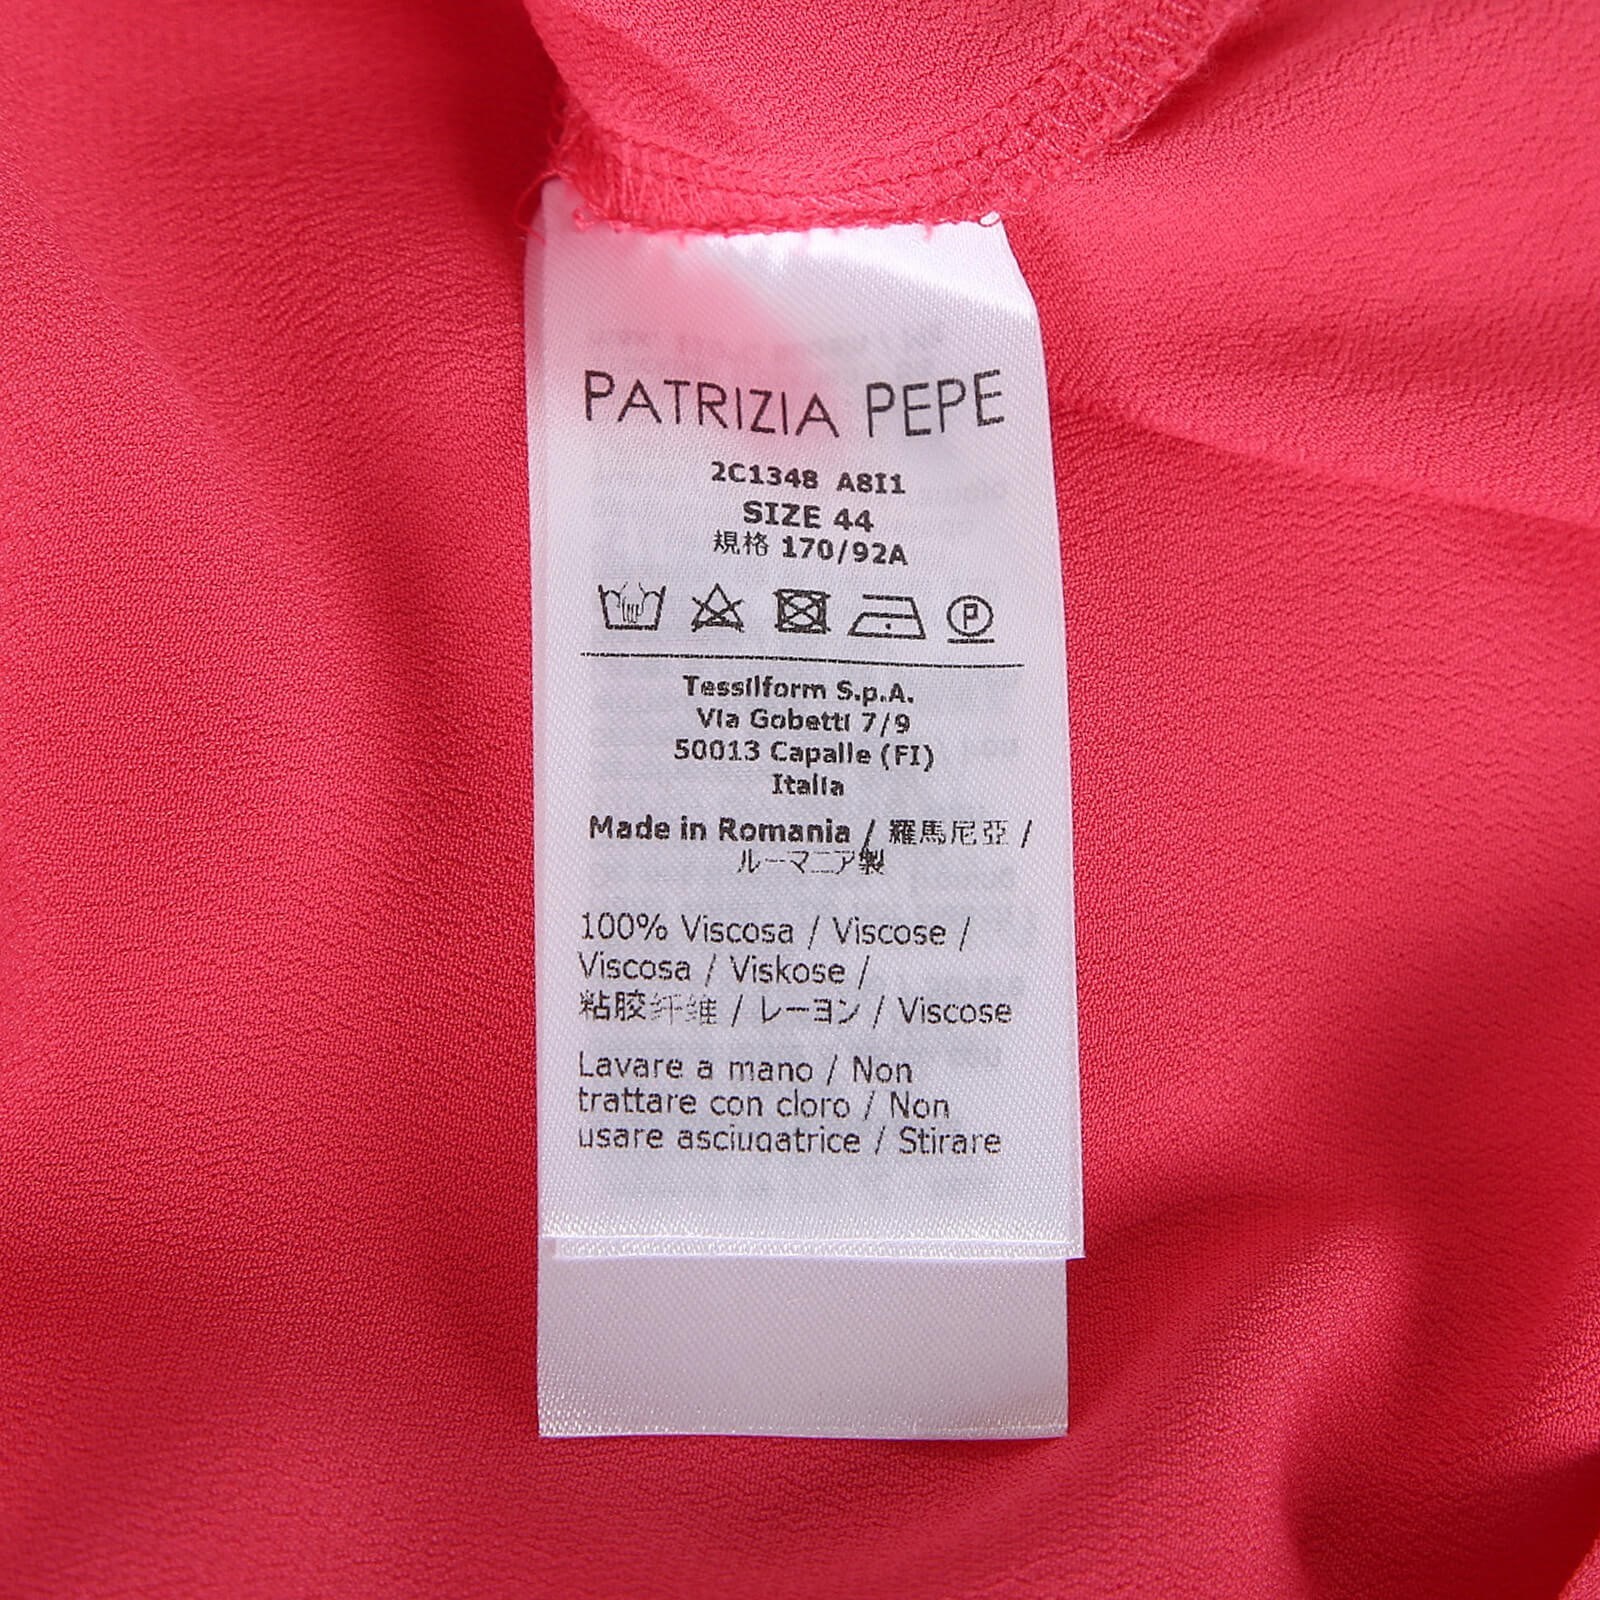 PATRIZIA PEPE
2C1348 A8I1
SIZE 44
規格 170/92A
P
Tessilform S.p.A.
Via Gobetti 7/9
50013 Capalle (FI)
Italia
Made in Romania / 羅馬尼亞 /
ルーマニア製
100% Viscosa / Viscose /
Viscosa / Viskose /
粘胶纤维 / レーヨン / Viscose
Lavare a mano / Non
trattare con cloro / Non
usare asciugatrice / Stirare